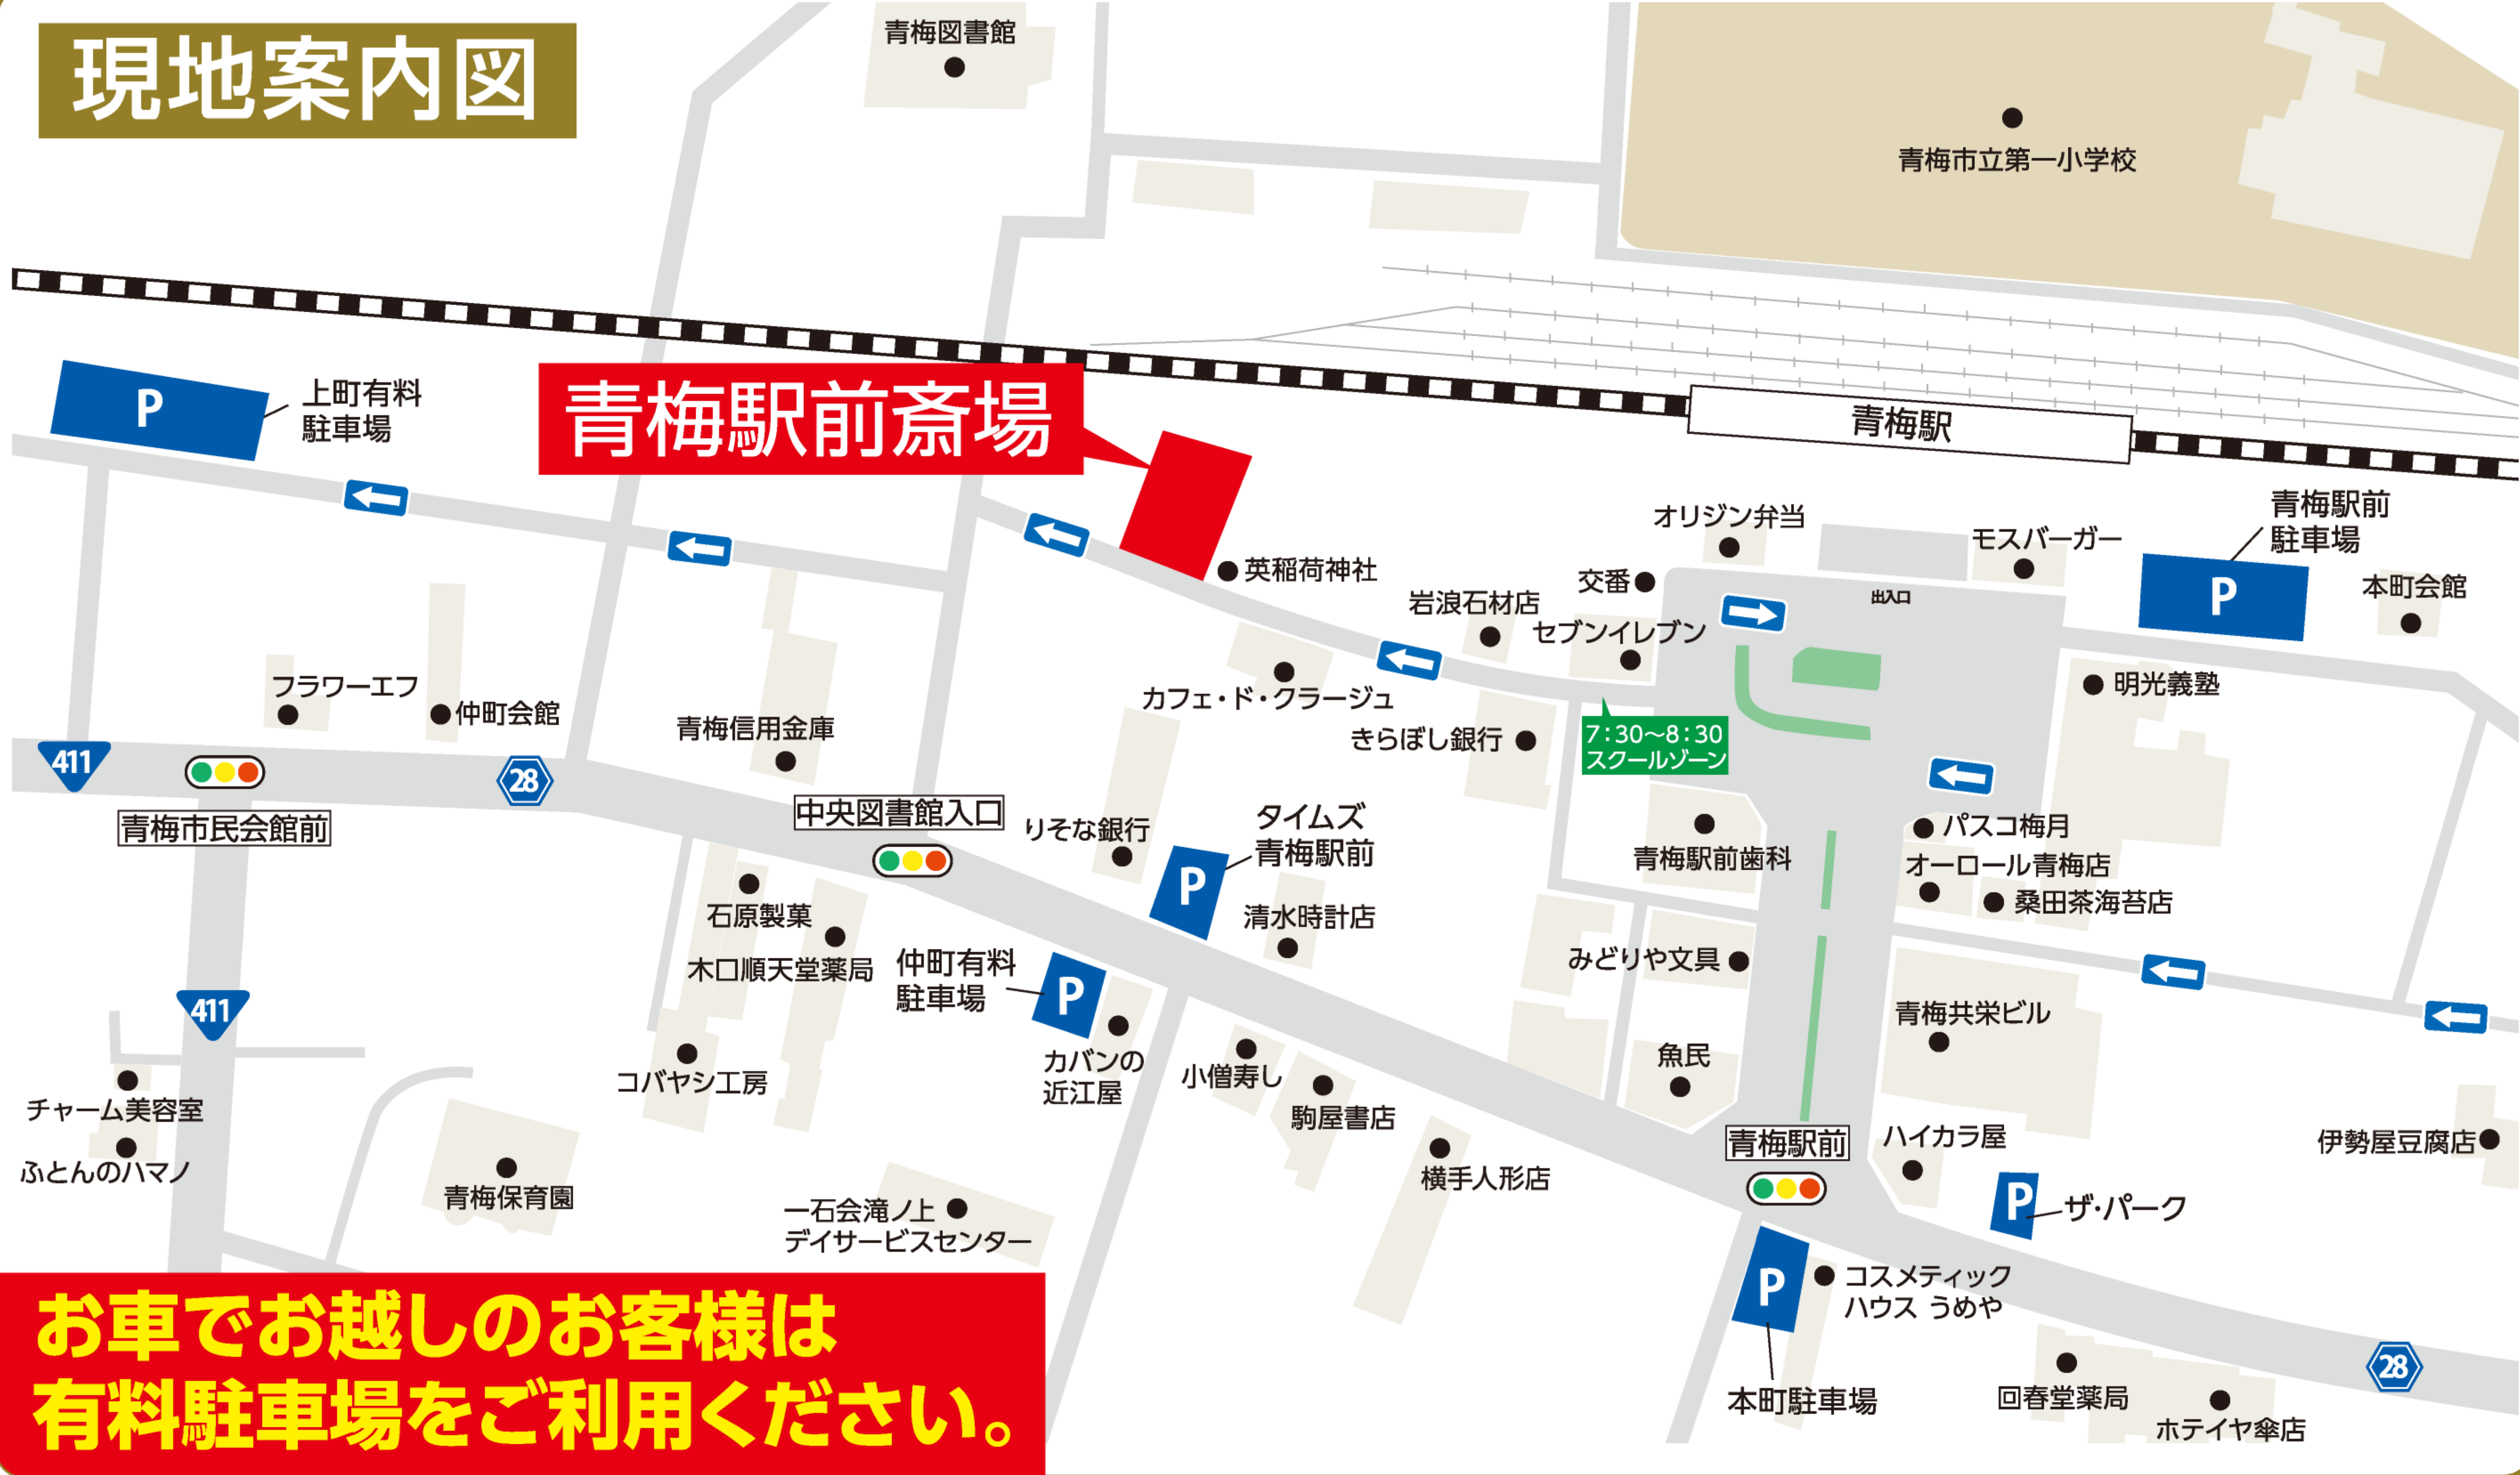 現地案内図
青梅図書館
青梅市立第一小学校
上町有料
駐車場
青梅駅前斎場
青梅駅
青梅駅前
駐車場
P
P
オリジン弁当
モスバーガー
英稲荷神社
交番
出入口
本町会館
岩浪石材店
セブンイレブン
フラワーエフ
仲町会館
カフェ・ド・クラージュ
明光義塾
青梅信用金庫
きらぼし銀行
7:30〜8:30
スクールゾーン
411
28
青梅市民会館前
中央図書館入口
りそな銀行
タイムズ
青梅駅前
P
青梅駅前歯科
パスコ梅月
オーロール青梅店
桑田茶海苔店
石原製菓
清水時計店
木口順天堂薬局
仲町有料
駐車場
P
みどりや文具
411
青梅共栄ビル
カバンの
近江屋
小僧寿し
魚民
コバヤシ工房
チャーム美容室
駒屋書店
青梅駅前
ハイカラ屋
伊勢屋豆腐店
ふとんのハマノ
青梅保育園
横手人形店
P
ザ・パーク
一石会滝ノ上
デイサービスセンター
P
コスメティック
ハウス うめや
本町駐車場
28
回春堂薬局
ホテイヤ傘店
お車でお越しのお客様は
有料駐車場をご利用ください。